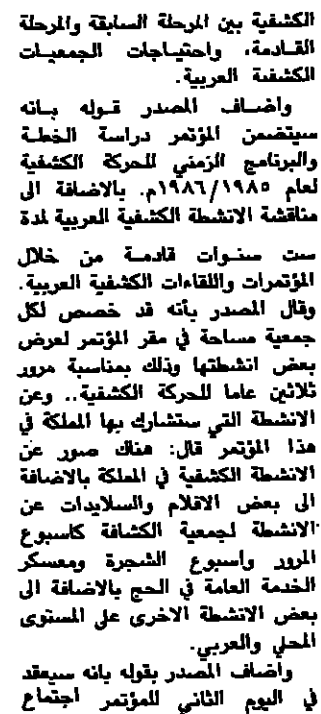 الكشفية بين المرحلة السابقة والمرحلة
القادمة، واحتياجات الجمعيات
الكشفية العربية.
واضاف المصدر قوله بانه
سيتضمن المؤتمر دراسة الخطة
والبرنامج الزمني للحركة الكشفية
لعام ١٩٨٦/١٩٨٥م. بالاضافة الى
مناقشة الانشطة الكشفية العربية لمدة
ست سنوات قادمة من خلال
المؤتمرات واللقاءات الكشفية العربية.
وقال المصدر بأنه قد خصص لكل
جمعية مساحة في مقر المؤتمر لعرض
بعض انشطتها وذلك بمناسبة مرور
ثلاثين عاما للحركة الكشفية.. وعن
الانشطة التي ستشارك بها المملكة في
هذا المؤتمر قال: هناك صور عن
الانشطة الكشفية في المملكة بالاضافة
الى بعض الافلام والسلايدات عن
الانشطة لجمعية الكشافة كاسبوع
المرور واسبوع الشجرة ومعسكر
الخدمة العامة في الحج بالاضافة الى
بعض الانشطة الاخرى على المستوى
المحلي والعربي.
واضاف المصدر بقوله بانه سيعقد
في اليوم الثاني للمؤتمر اجتماع